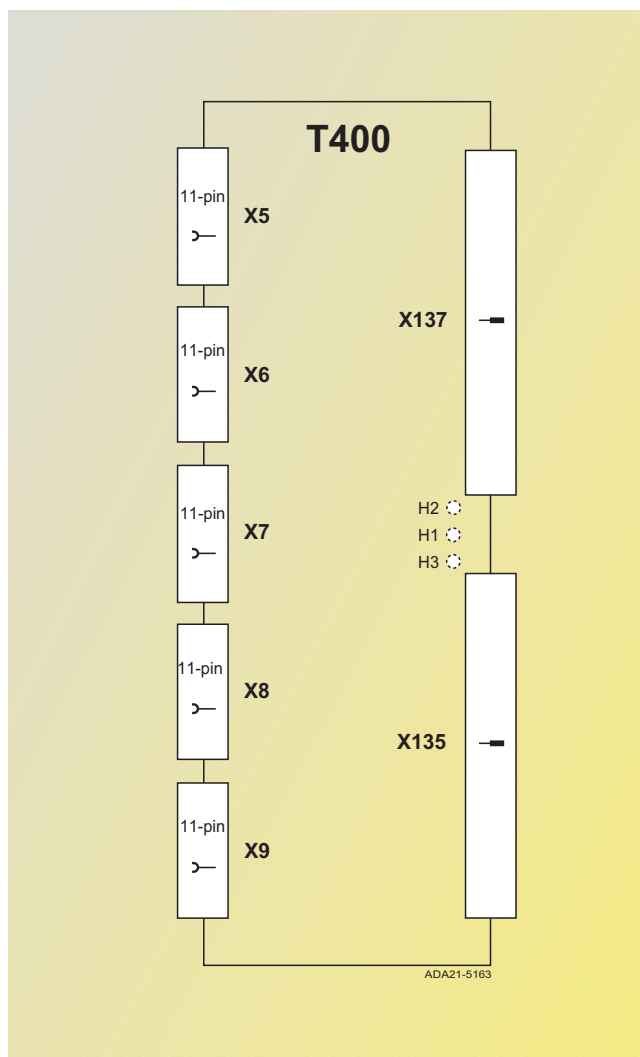 T400
11-pin
X5
11-pin
X6
X137
H2
11-pin
X7
H1
H3
11-pin
X8
X135
11-pin
X9
ADA21-5163